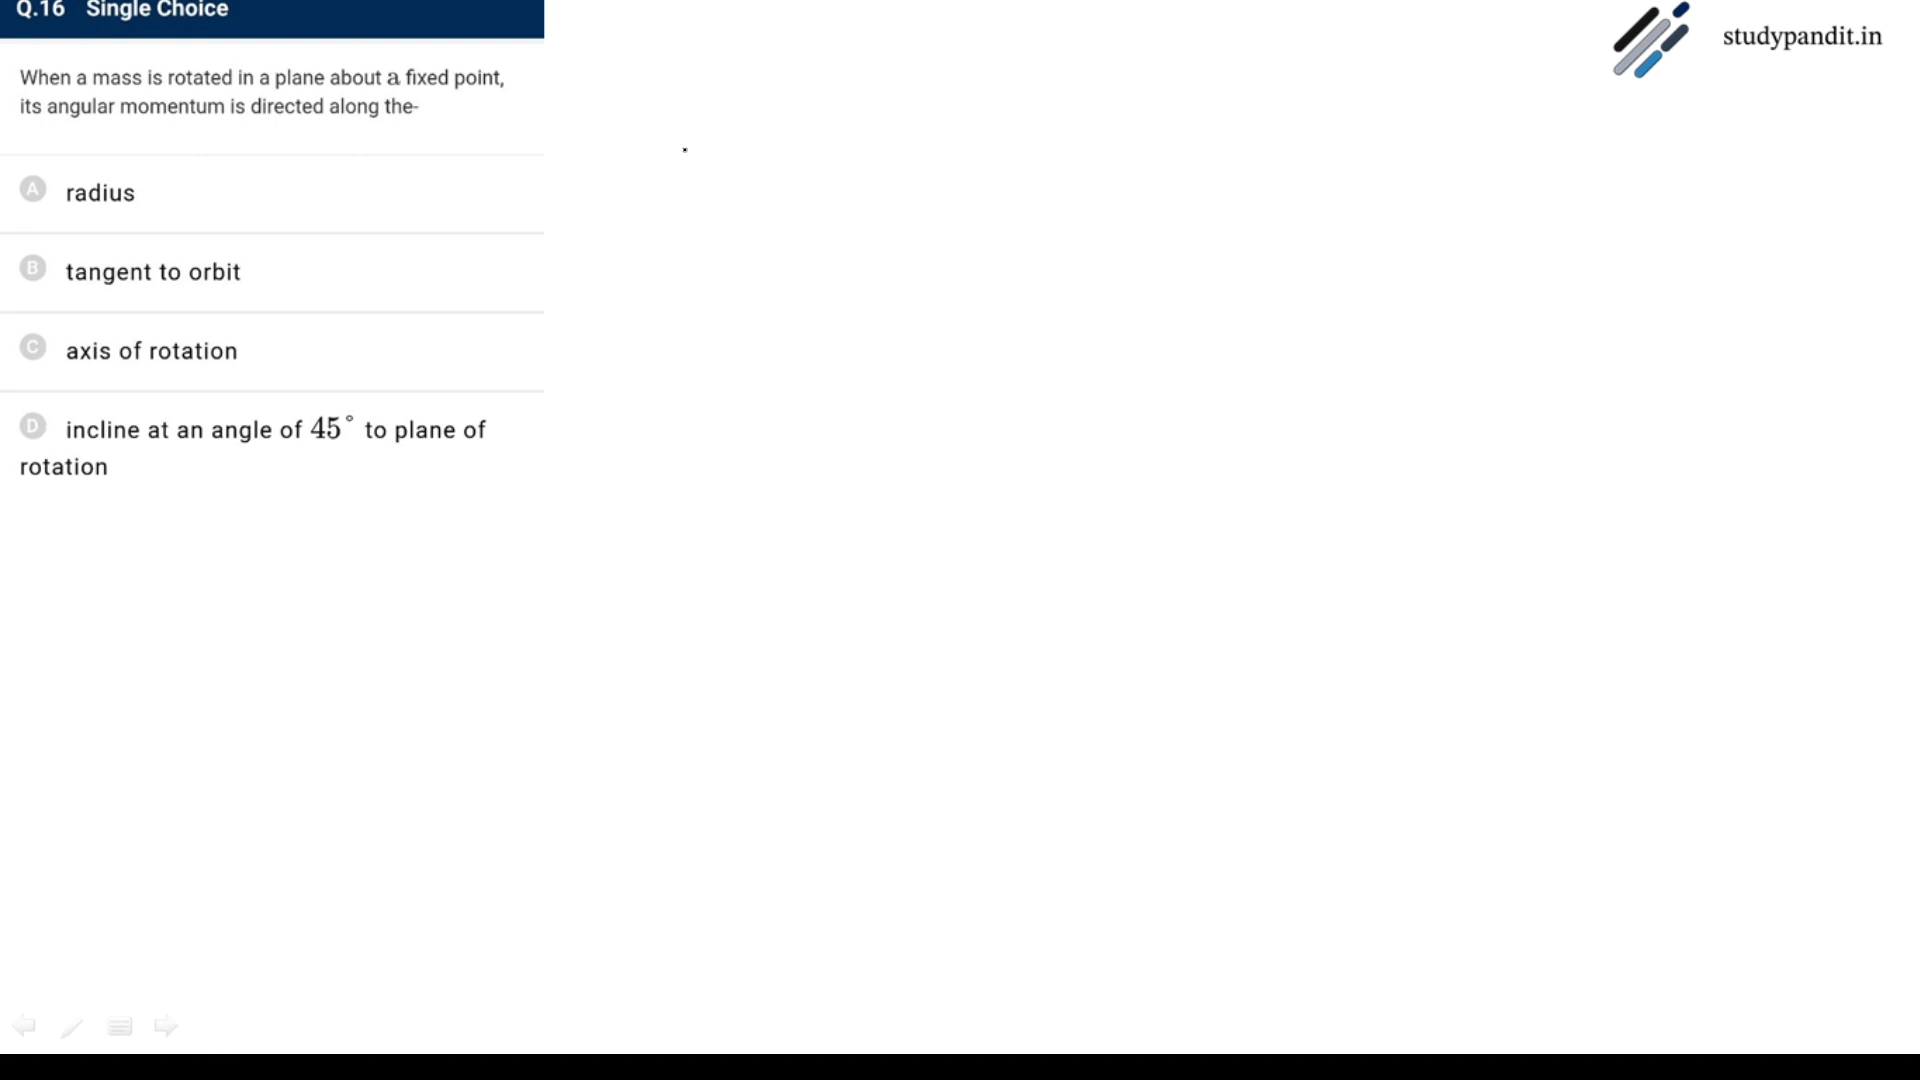 Q.16 Single Choice
studypandit.in
When a mass is rotated in a plane about a fixed point,
its angular momentum is directed along the-
A radius
B tangent to orbit
C axis of rotation
D incline at an angle of 45° to plane of
rotation